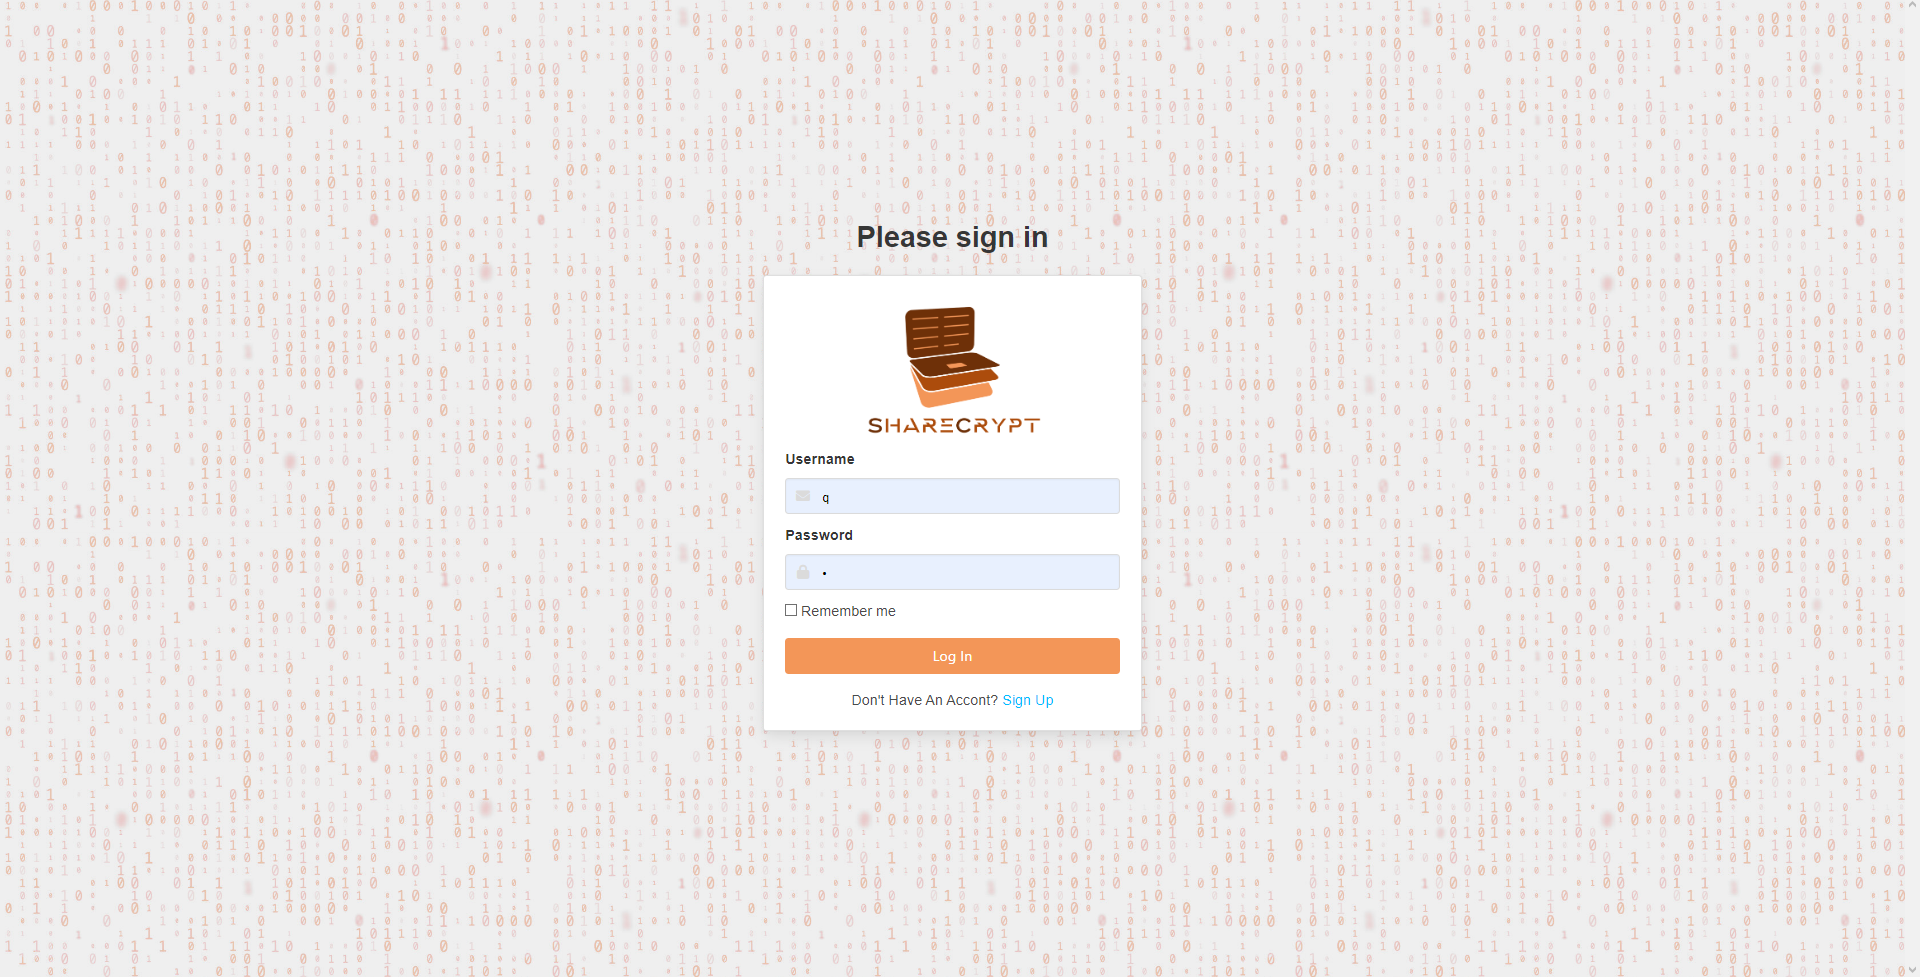 Please sign in
SHARECRYPT
Username
q
Password
•
Remember me
Log In
Don't Have An Accont? Sign Up